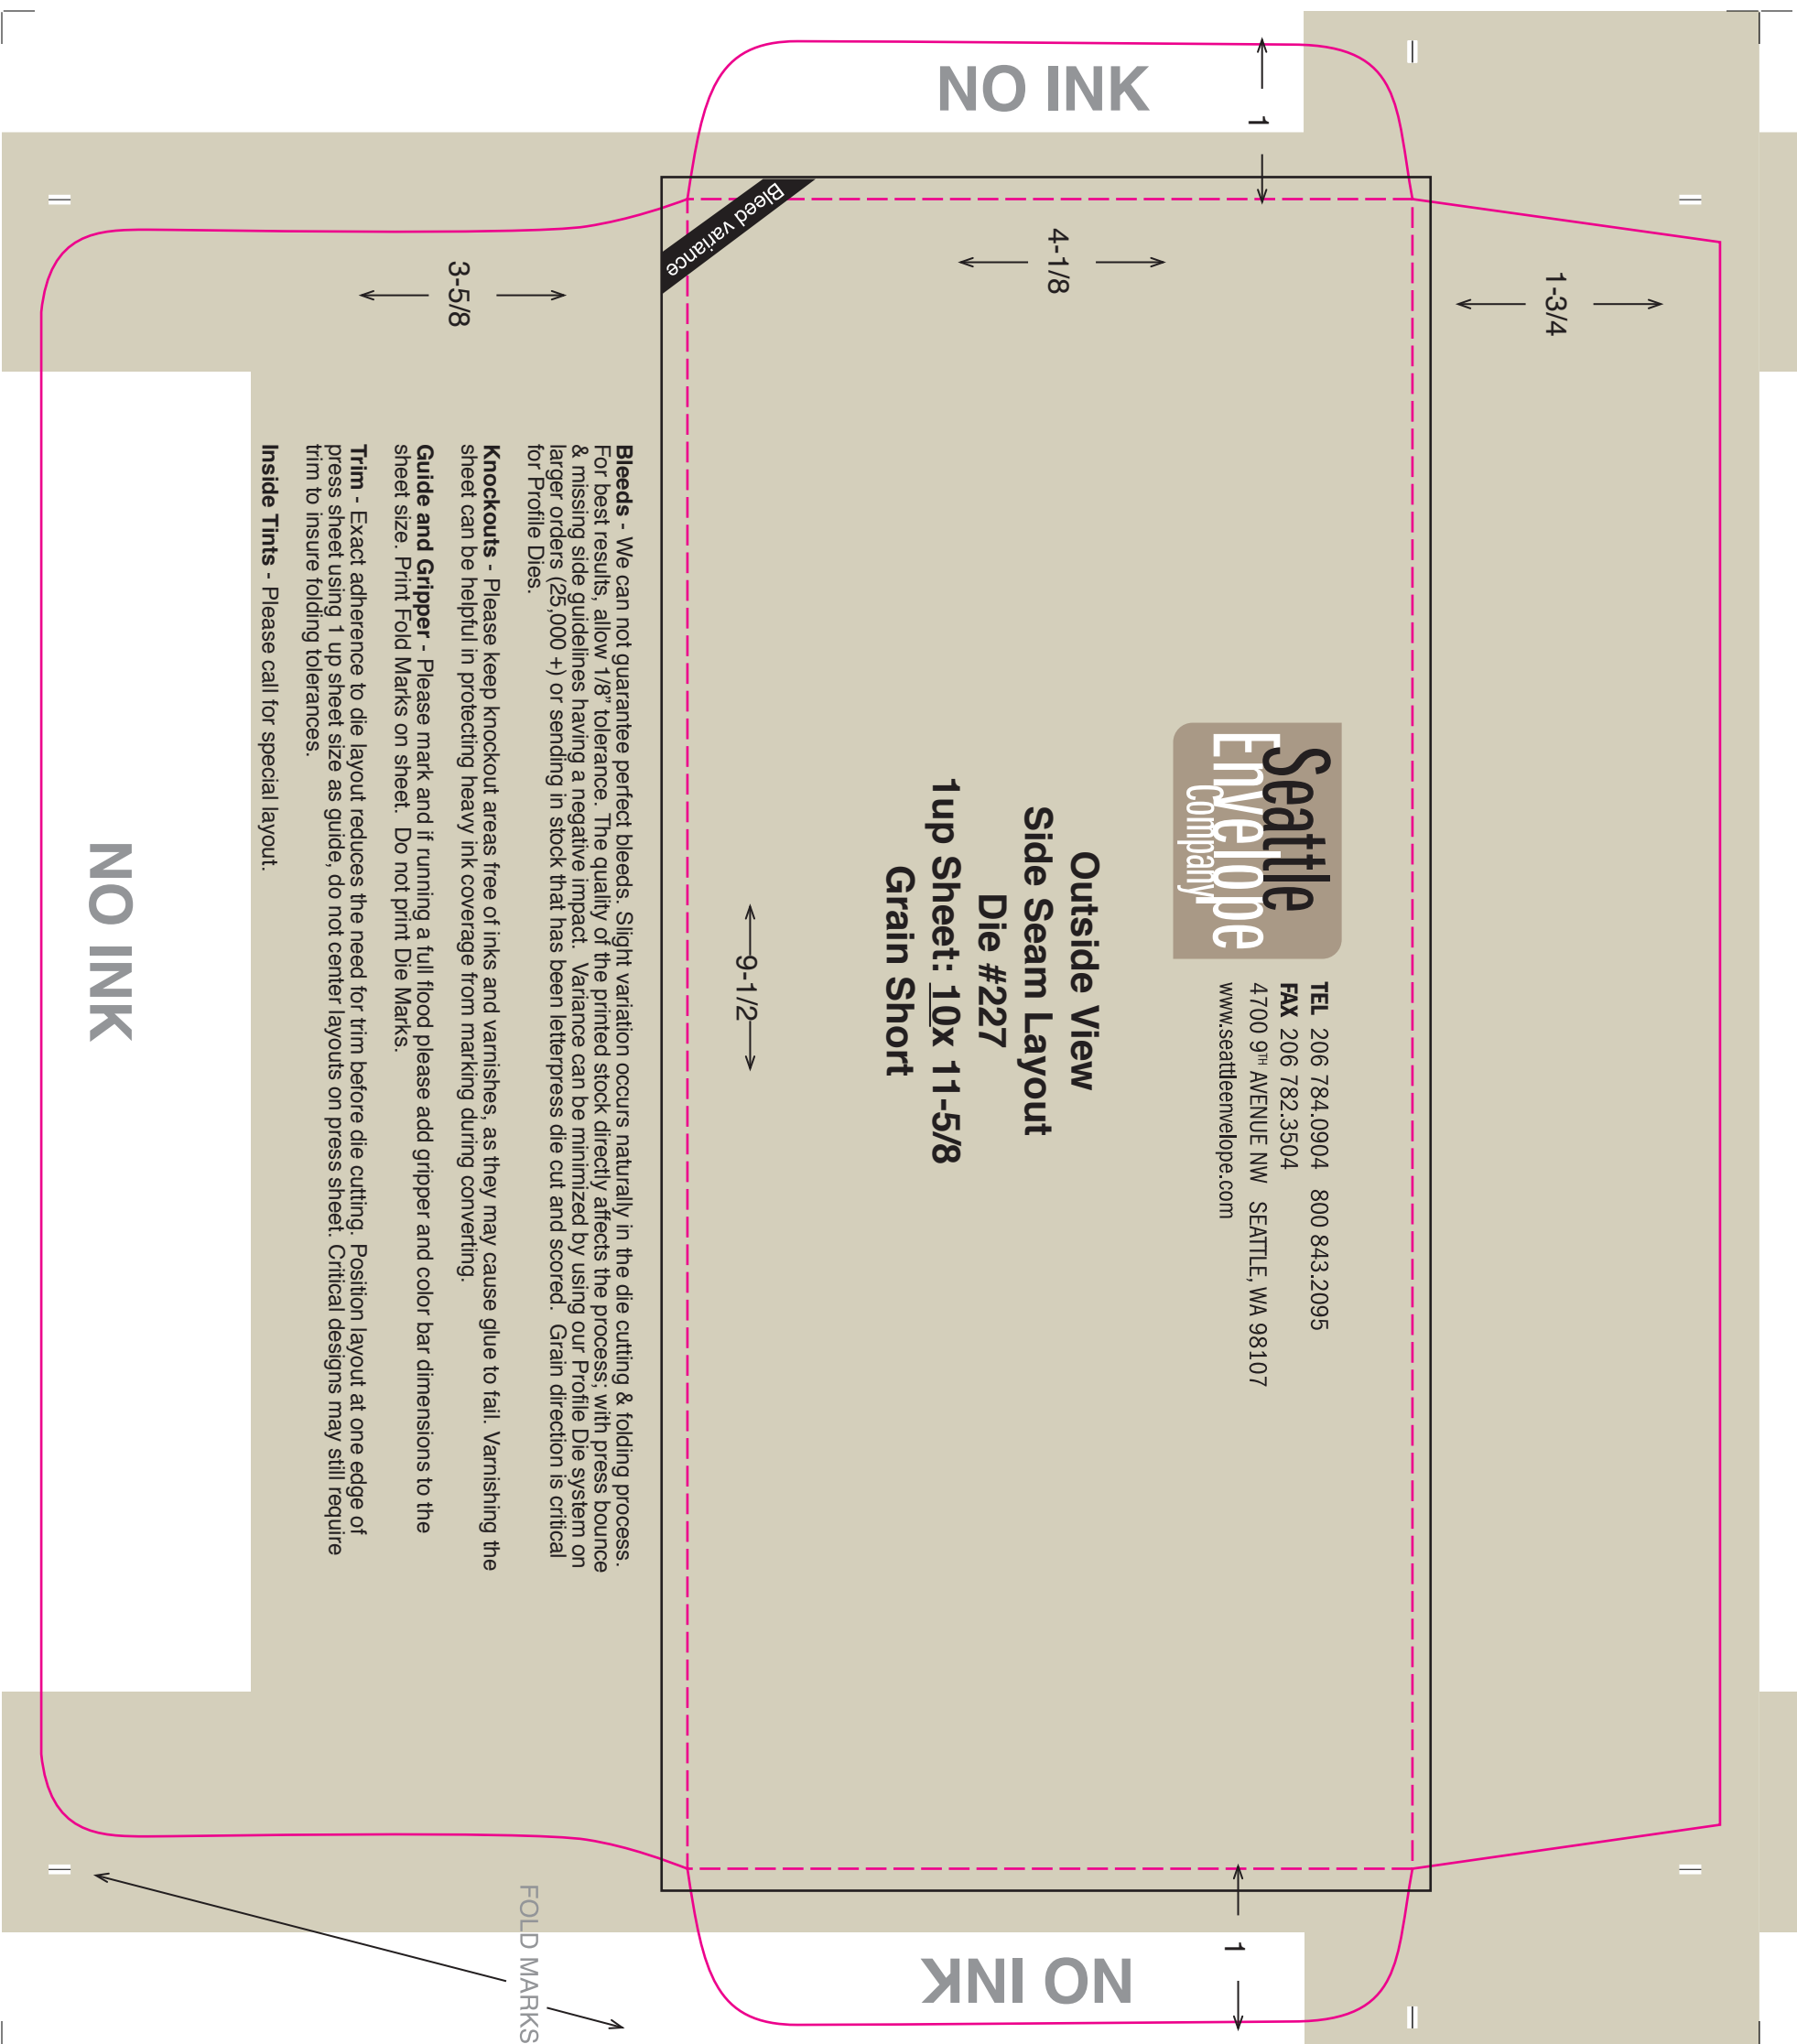 NO INK
1
Bleed variance
4-1/8
1-3/4
3-5/8
Seattle
Envelope
Company
TEL 206 784.0904 800 843.2095
FAX 206 782.3504
4700 9TH AVENUE NW SEATTLE, WA 98107
www.seattleenvelope.com
Outside View
Side Seam Layout
Die #227
1up Sheet: 10x 11-5/8
Grain Short
9-1/2
Bleeds - We can not guarantee perfect bleeds. Slight variation occurs naturally in the die cutting & folding process.
For best results, allow 1/8” tolerance. The quality of the printed stock directly affects the process; with press bounce
& missing side guidelines having a negative impact. Variance can be minimized by using our Profile Die system on
larger orders (25,000 +) or sending in stock that has been letterpress die cut and scored. Grain direction is critical
for Profile Dies.
Knockouts - Please keep knockout areas free of inks and varnishes, as they may cause glue to fail. Varnishing the
sheet can be helpful in protecting heavy ink coverage from marking during converting.
Guide and Gripper - Please mark and if running a full flood please add gripper and color bar dimensions to the
sheet size. Print Fold Marks on sheet. Do not print Die Marks.
Trim - Exact adherence to die layout reduces the need for trim before die cutting. Position layout at one edge of
press sheet using 1 up sheet size as guide, do not center layouts on press sheet. Critical designs may still require
trim to insure folding tolerances.
Inside Tints - Please call for special layout.
NO INK
FOLD MARKS
1
NO INK